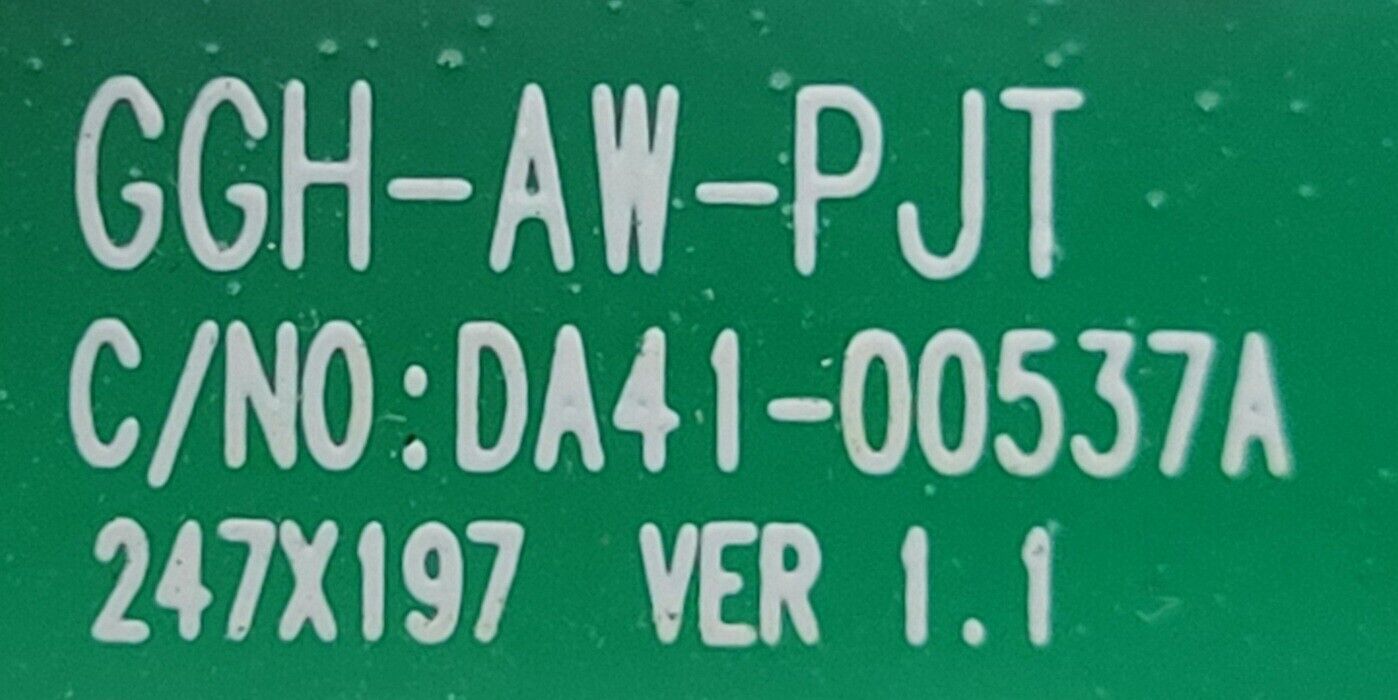 GGH-AW-PJT
C/NO:DA41-00537A
247X197 VER 1.1